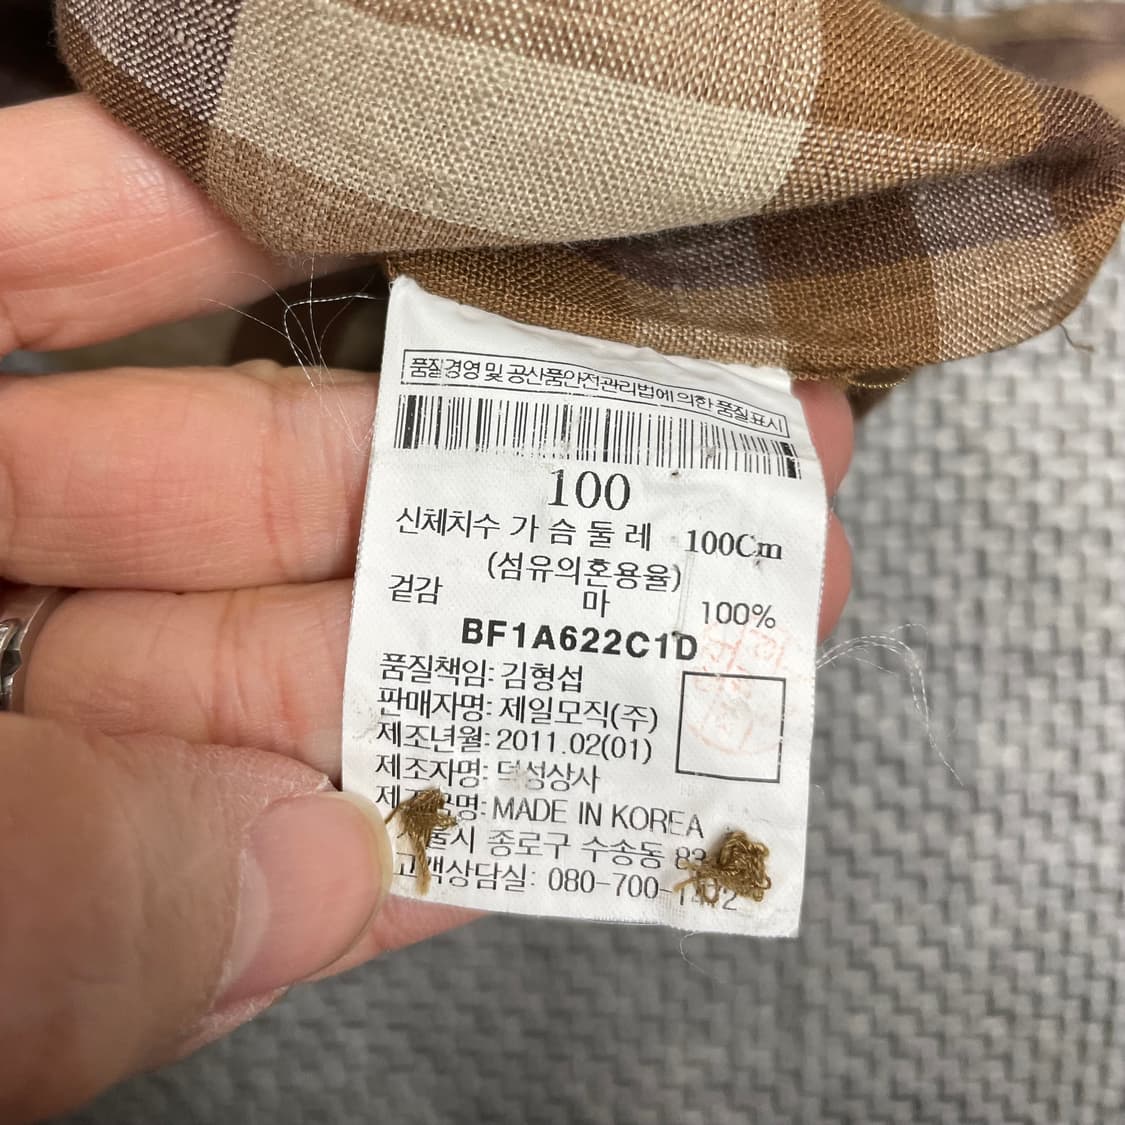 품질경영 및 공산품안전관리법에 의한 품질표시
100
신체치수 가슴둘레 100Cm
(섬유의혼용율)
겉감 마 100%
BF1A622C1D
품질책임: 김형섭
판매자명: 제일모직(주)
제조년월: 2011.02(01)
제조자명: 덕성상사
MADE IN KOREA
종로구 수송동
고객상담실: 080-700-